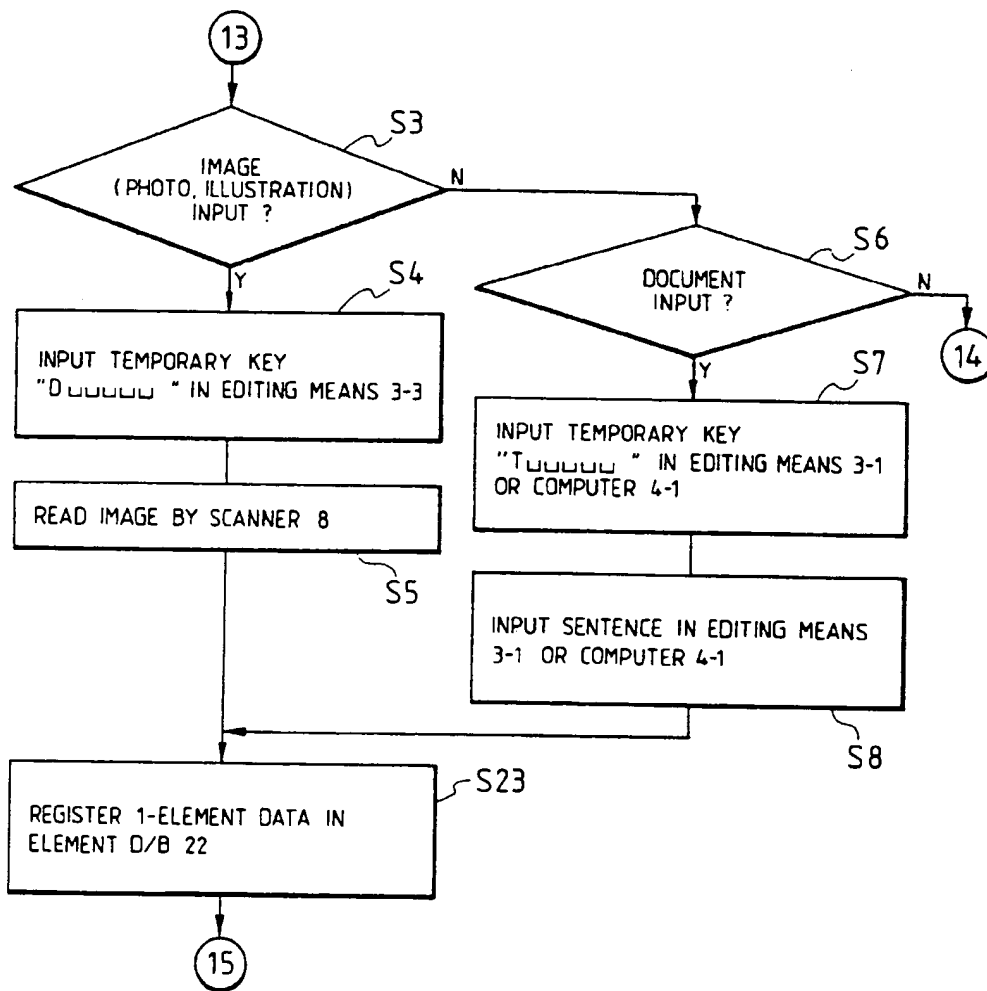 13
S3
IMAGE
(PHOTO, ILLUSTRATION)
INPUT ?
N
Y
S6
DOCUMENT
INPUT ?
N
Y
14
S4
INPUT TEMPORARY KEY
"D␣␣␣␣␣ " IN EDITING MEANS 3-3
S7
INPUT TEMPORARY KEY
"T␣␣␣␣␣ " IN EDITING MEANS 3-1
OR COMPUTER 4-1
READ IMAGE BY SCANNER 8
S5
INPUT SENTENCE IN EDITING MEANS
3-1 OR COMPUTER 4-1
S8
S23
REGISTER 1-ELEMENT DATA IN
ELEMENT D/B 22
15